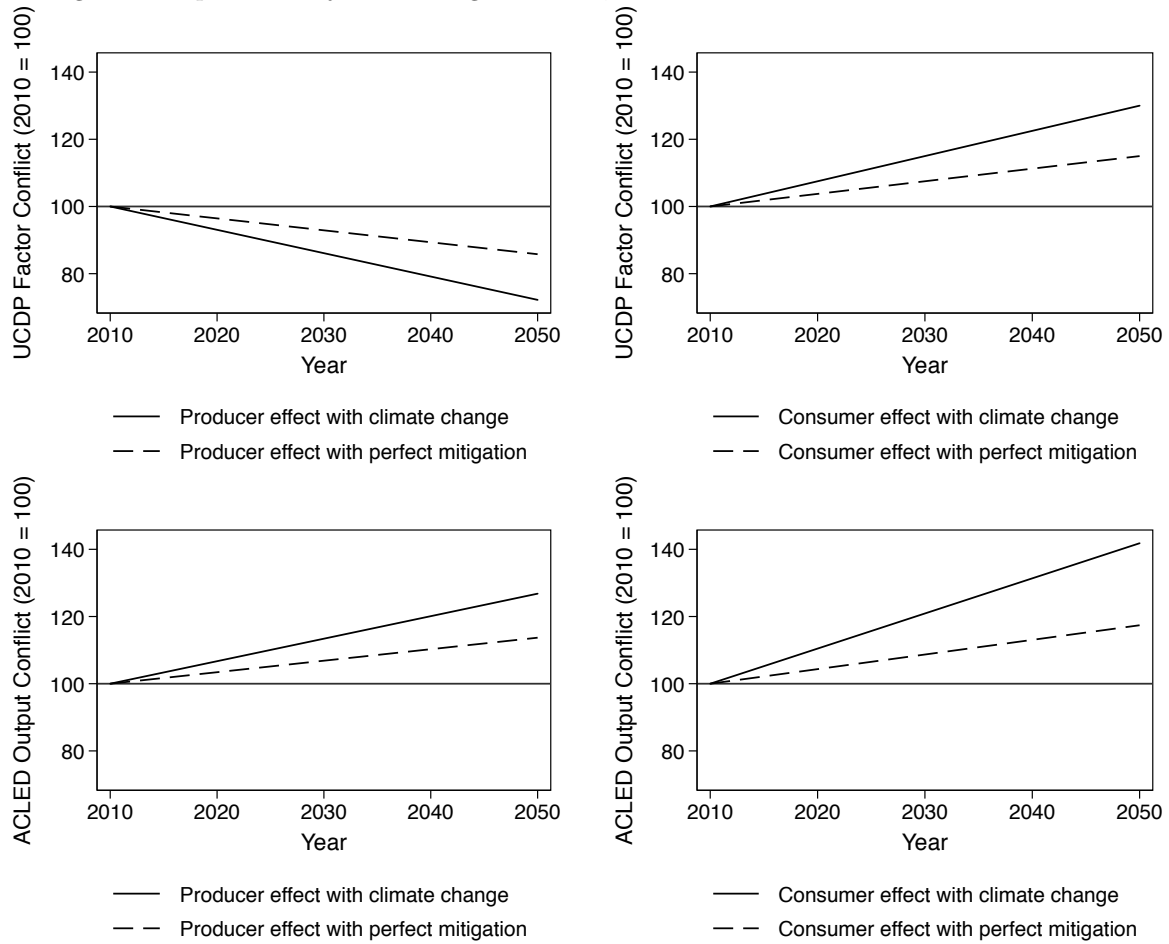 UCDP Factor Conflict (2010 = 100)
140
120
100
80
2010 2020 2030 2040 2050
Year
Producer effect with climate change
Producer effect with perfect mitigation
UCDP Factor Conflict (2010 = 100)
140
120
100
80
2010 2020 2030 2040 2050
Year
Consumer effect with climate change
Consumer effect with perfect mitigation
ACLED Output Conflict (2010 = 100)
140
120
100
80
2010 2020 2030 2040 2050
Year
Producer effect with climate change
Producer effect with perfect mitigation
ACLED Output Conflict (2010 = 100)
140
120
100
80
2010 2020 2030 2040 2050
Year
Consumer effect with climate change
Consumer effect with perfect mitigation